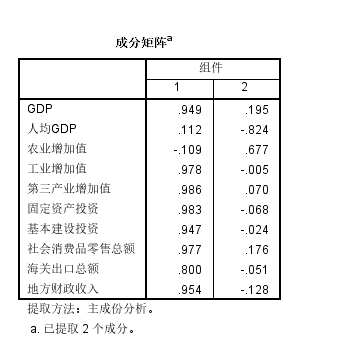 成分矩阵a
组件
1 2
GDP .949 .195
人均GDP .112 -.824
农业增加值 -.109 .677
工业增加值 .978 -.005
第三产业增加值 .986 .070
固定资产投资 .983 -.068
基本建设投资 .947 -.024
社会消费品零售总额 .977 .176
海关出口总额 .800 -.051
地方财政收入 .954 -.128
提取方法：主成份分析。
a. 已提取 2 个成分。